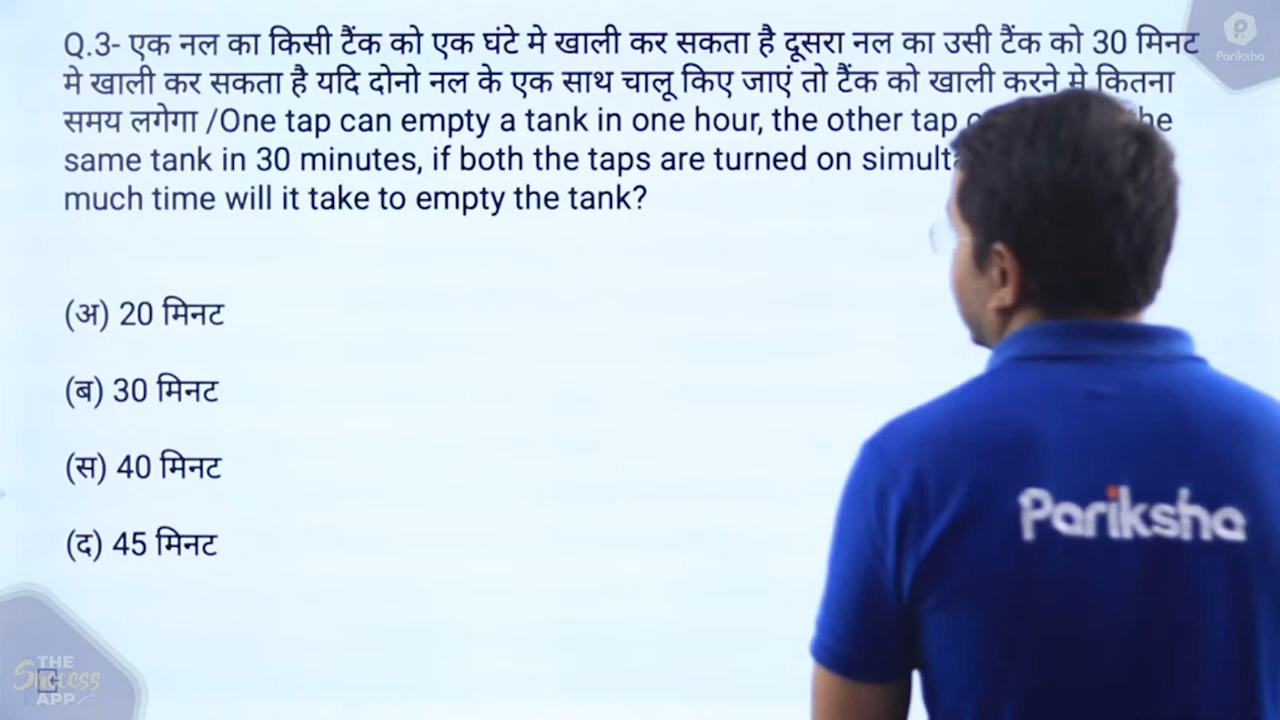 Q.3- एक नल का किसी टैंक को एक घंटे मे खाली कर सकता है दूसरा नल का उसी टैंक को 30 मिनट
मे खाली कर सकता है यदि दोनो नल के एक साथ चालू किए जाएं तो टैंक को खाली करने मे कितना
समय लगेगा /One tap can empty a tank in one hour, the other tap
same tank in 30 minutes, if both the taps are turned on
much time will it take to empty the tank?
(अ) 20 मिनट
(ब) 30 मिनट
(स) 40 मिनट
(द) 45 मिनट
Pariksha
Pariksha
THE
Success
APP